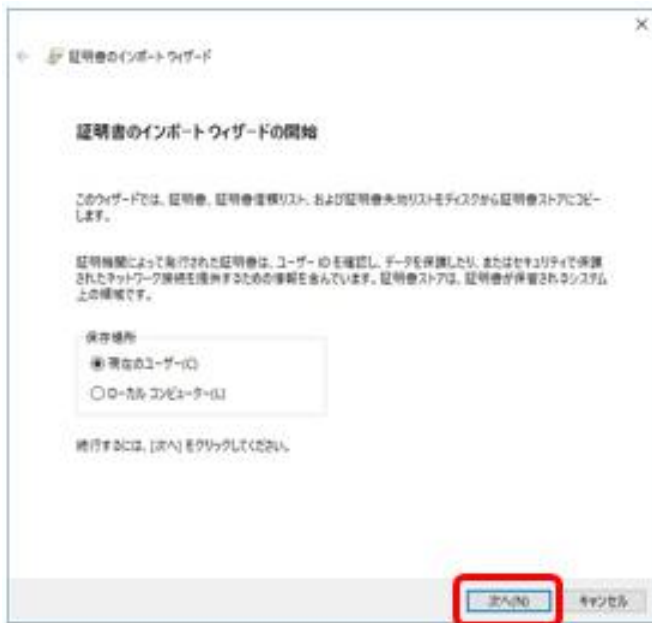 証明書のインポート ウィザード
証明書のインポート ウィザードの開始
このウィザードでは、証明書、証明書信頼リスト、および証明書失効リストをディスクから証明書ストアにコピー
します。
証明機関によって発行された証明書は、ユーザー ID を確認し、データを保護したり、またはセキュリティで保護
されたネットワーク接続を提供するための情報を含んでいます。証明書ストアは、証明書が保管されるシステム
上の領域です。
保存場所
現在のユーザー(C)
ローカル コンピューター(L)
続行するには、[次へ] をクリックしてください。
次へ(N)
キャンセル